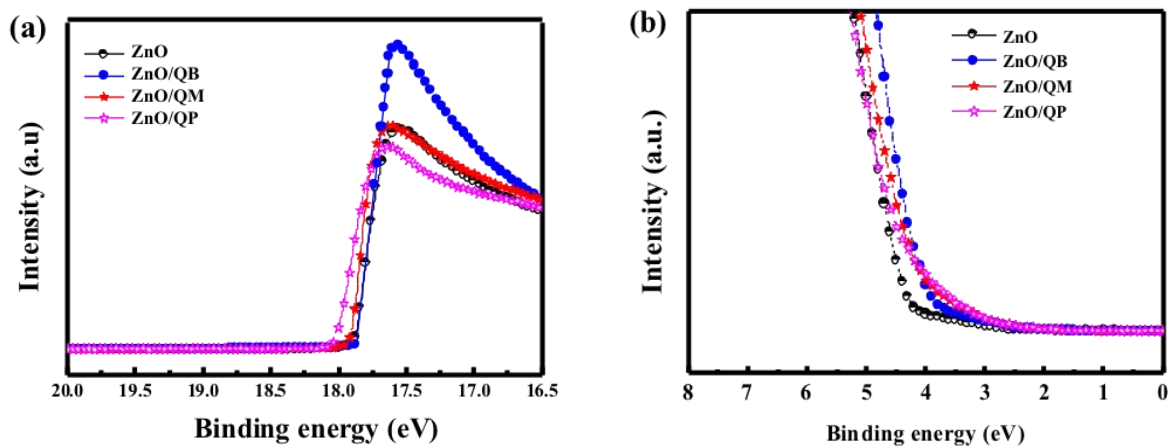 (a)
ZnO
ZnO/QB
ZnO/QM
ZnO/QP
Intensity (a.u)
20.0 19.5 19.0 18.5 18.0 17.5 17.0 16.5
Binding energy (eV)
(b)
ZnO
ZnO/QB
ZnO/QM
ZnO/QP
Intensity (a.u.)
8 7 6 5 4 3 2 1 0
Binding energy (eV)